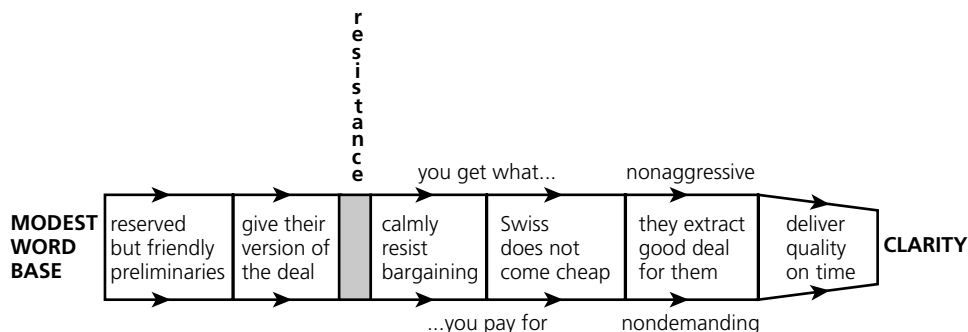 resistance
you get what...
nonaggressive
MODEST
WORD
BASE
reserved
but friendly
preliminaries
give their
version of
the deal
calmly
resist
bargaining
Swiss
does not
come cheap
they extract
good deal
for them
deliver
quality
on time
CLARITY
...you pay for
nondemanding